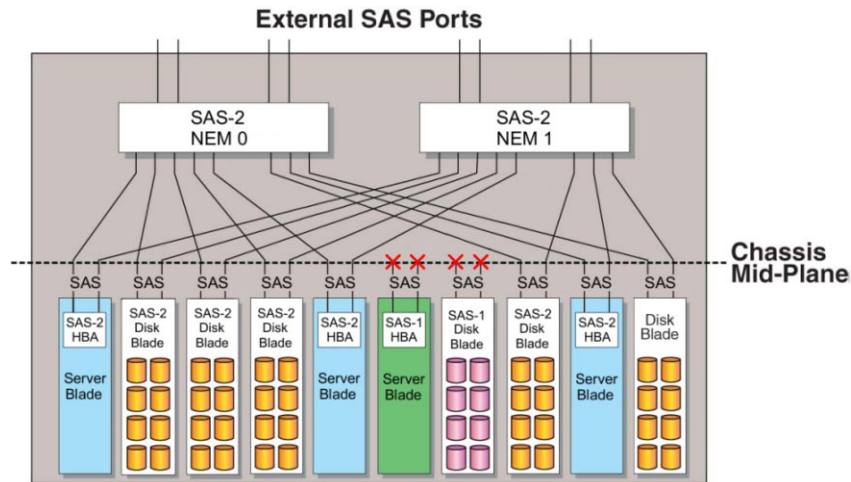 External SAS Ports
SAS-2
NEM 0
SAS-2
NEM 1
Chassis
Mid-Plane
SAS SAS SAS SAS SAS SAS SAS SAS SAS SAS
SAS-2
HBA
Server
Blade
SAS-2
Disk
Blade
SAS-2
Disk
Blade
SAS-2
Disk
Blade
SAS-2
HBA
Server
Blade
SAS-1
HBA
Server
Blade
SAS-1
Disk
Blade
SAS-2
Disk
Blade
SAS-2
HBA
Server
Blade
Disk
Blade